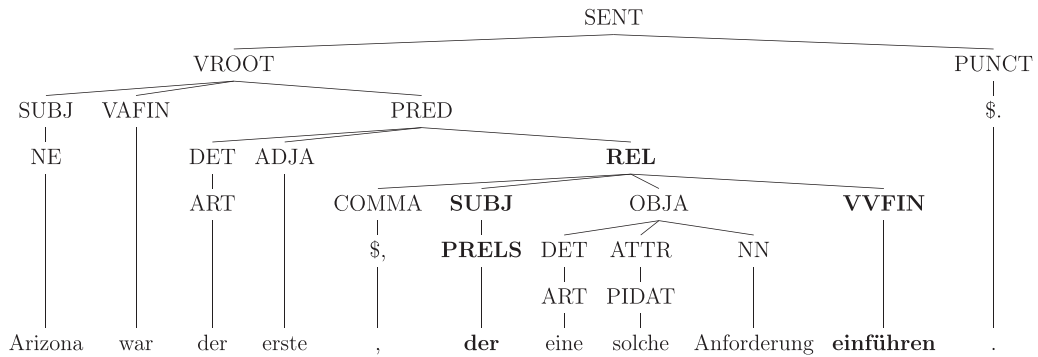 SENT
VROOT PUNCT
SUBJ VAFIN PRED $.
NE DET ADJA REL
ART COMMA SUBJ OBJA VVFIN
$, PRELS DET ATTR NN
ART PIDAT
Arizona war der erste , der eine solche Anforderung einführen .